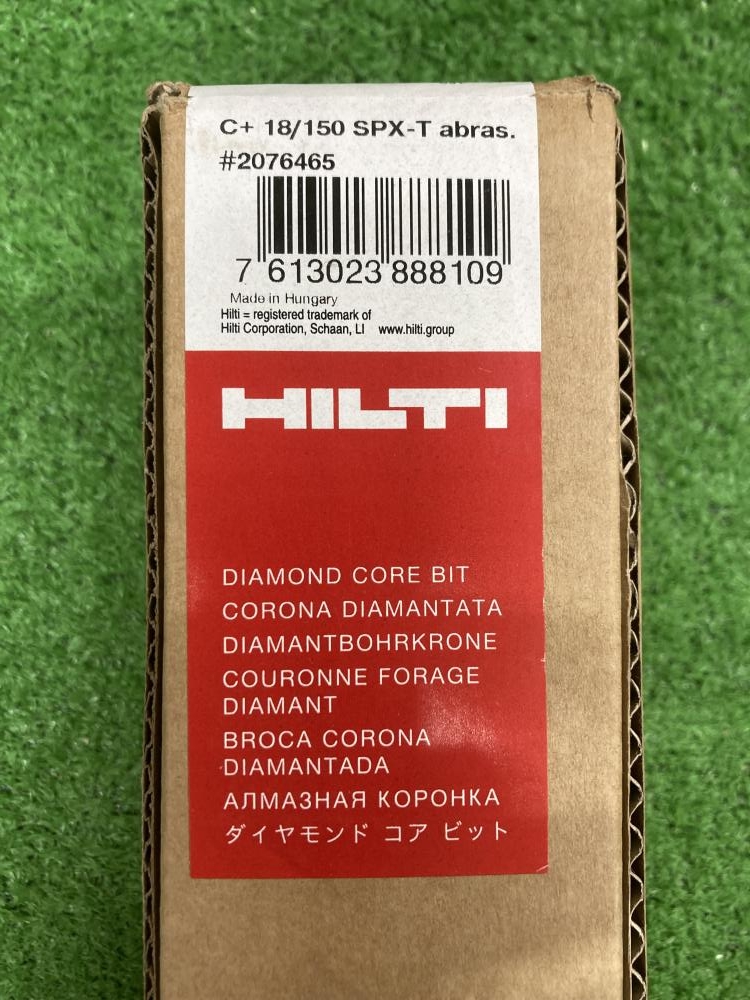 C+ 18/150 SPX-T abras.
#2076465
7 613023 888109
Made in Hungary
Hilti = registered trademark of
Hilti Corporation, Schaan, LI www.hilti.group
HILTI
DIAMOND CORE BIT
CORONA DIAMANTATA
DIAMANTBOHRKRONE
COURONNE FORAGE
DIAMANT
BROCA CORONA
DIAMANTADA
АЛМАЗНАЯ КОРОНКА
ダイヤモンド コア ビット